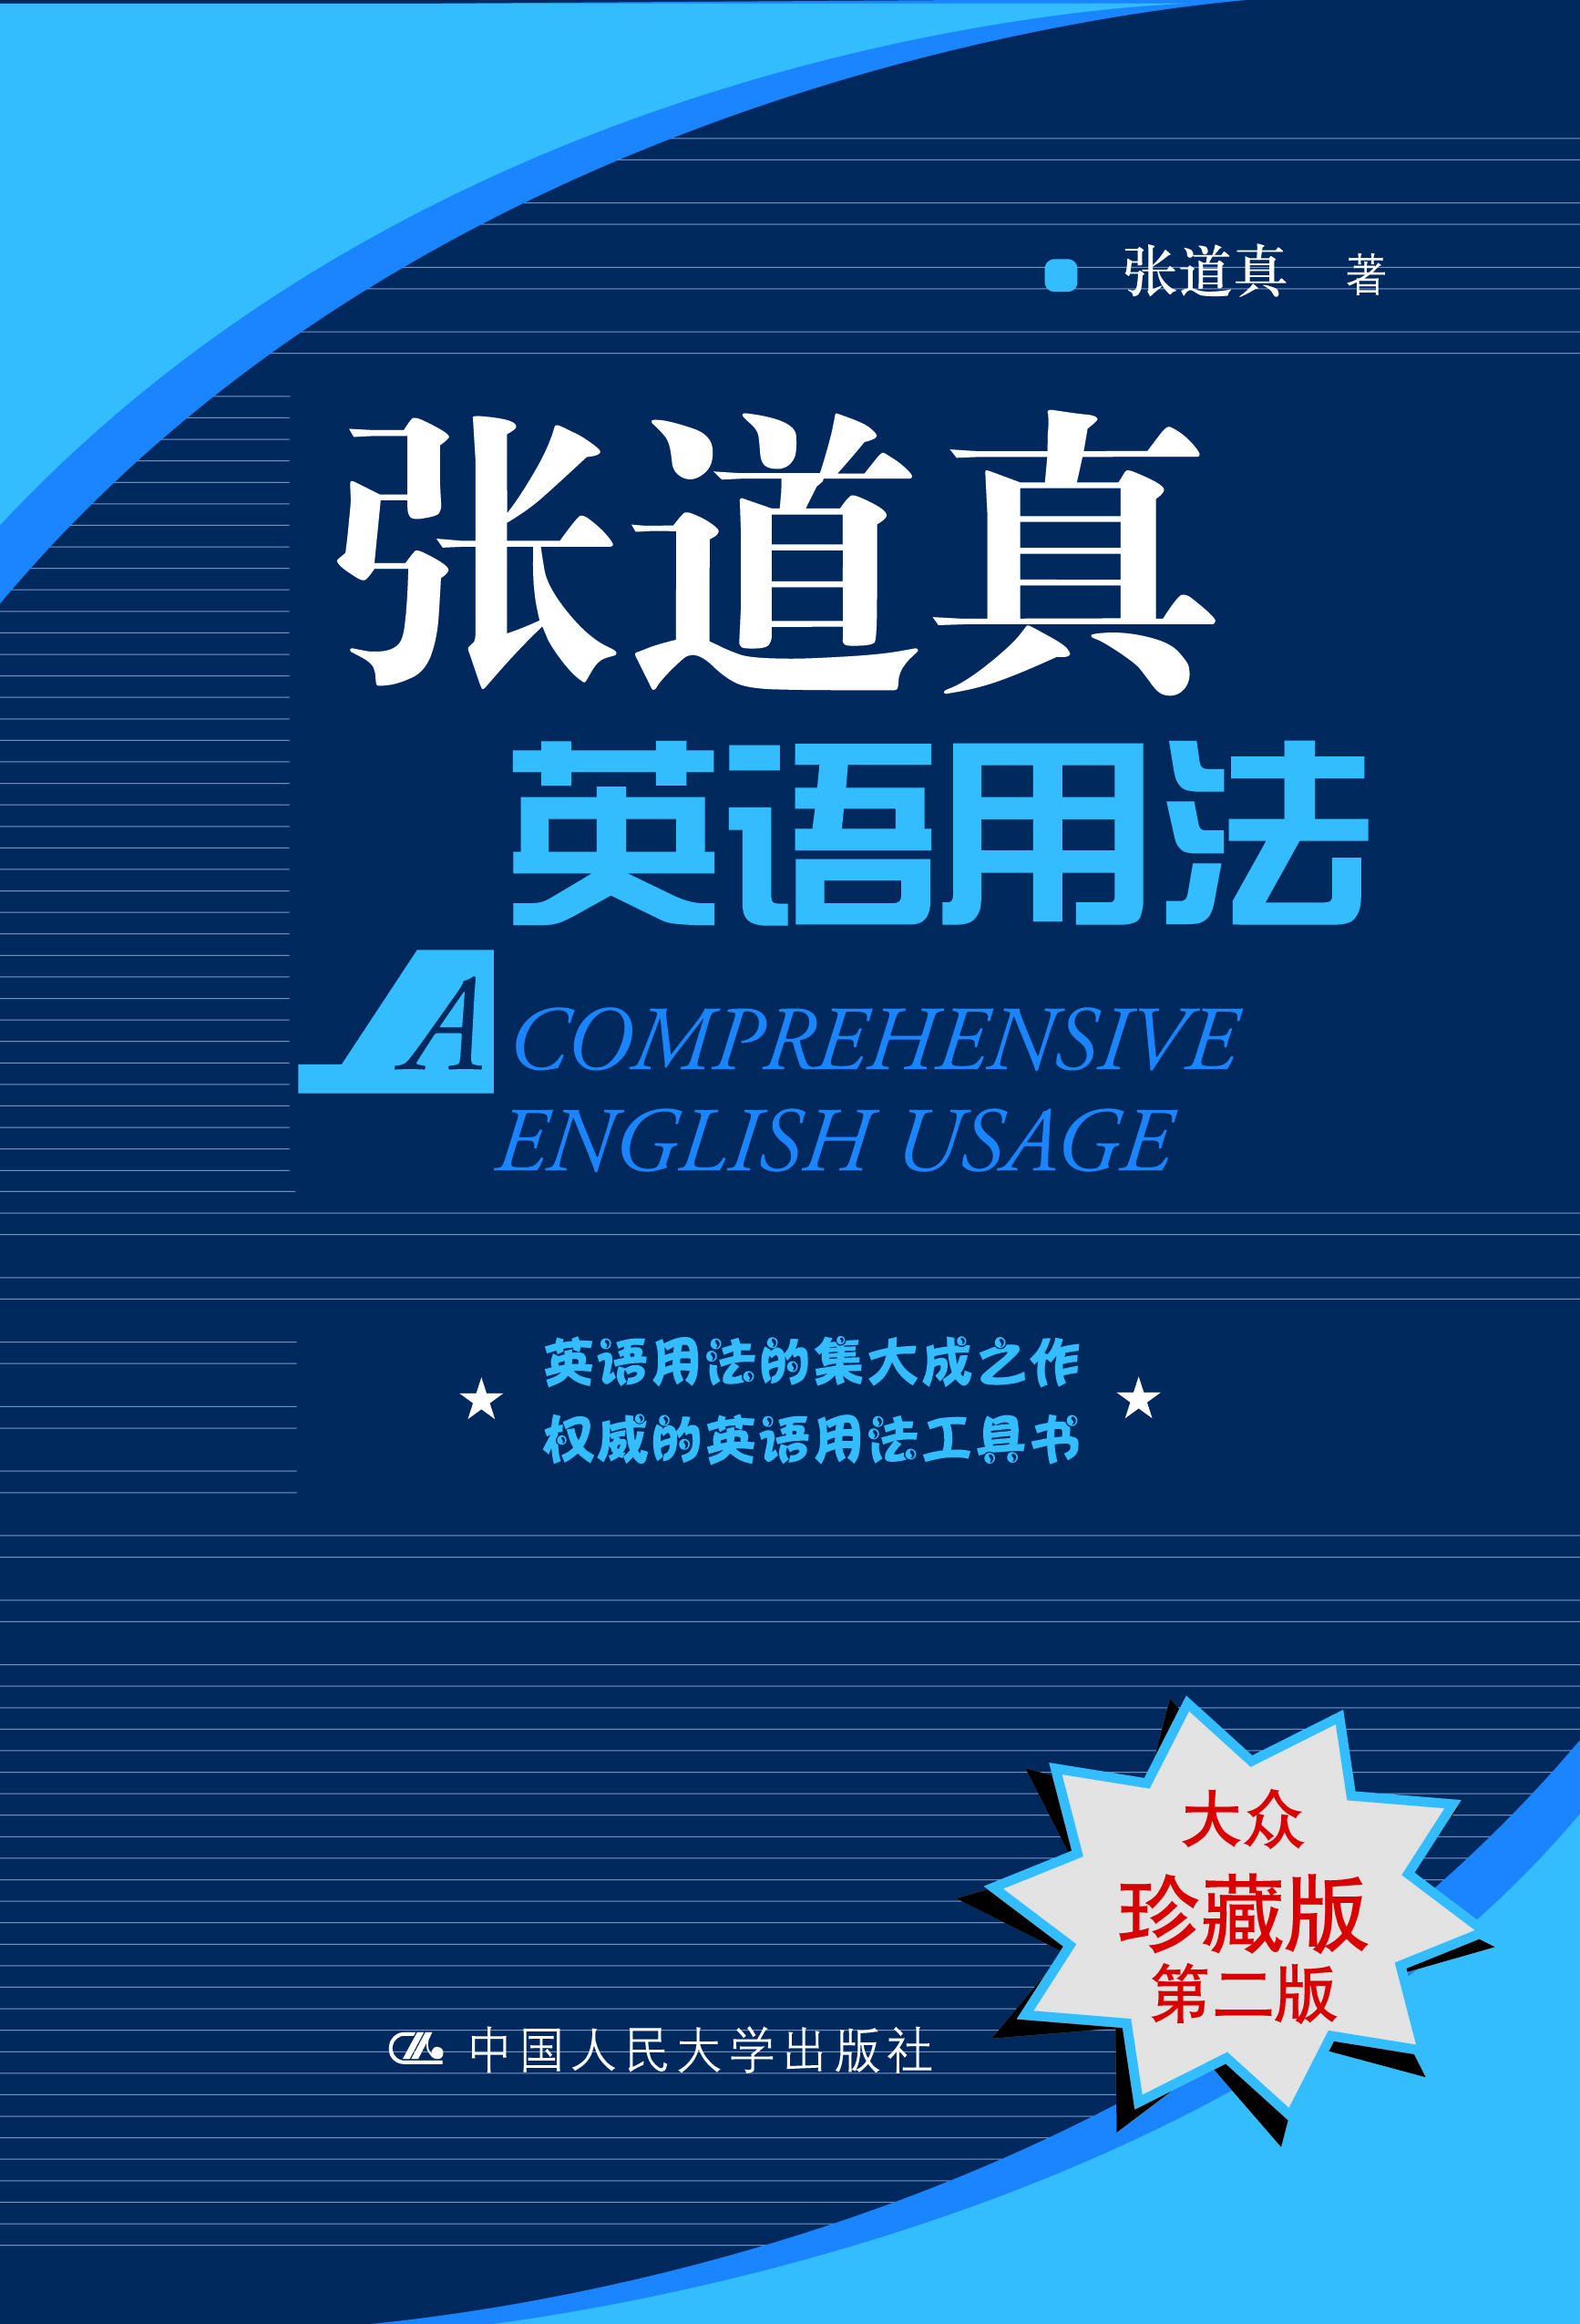 张道真 著
张道真
英语用法
A COMPREHENSIVE
ENGLISH USAGE
英语用法的集大成之作
权威的英语用法工具书
大众
珍藏版
第二版
中国人民大学出版社